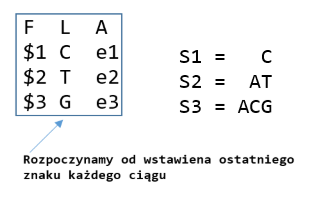 F L A
$1 C e1
$2 T e2
$3 G e3
S1 = C
S2 = AT
S3 = ACG
Rozpoczynamy od wstawiena ostatniego
znaku każdego ciągu